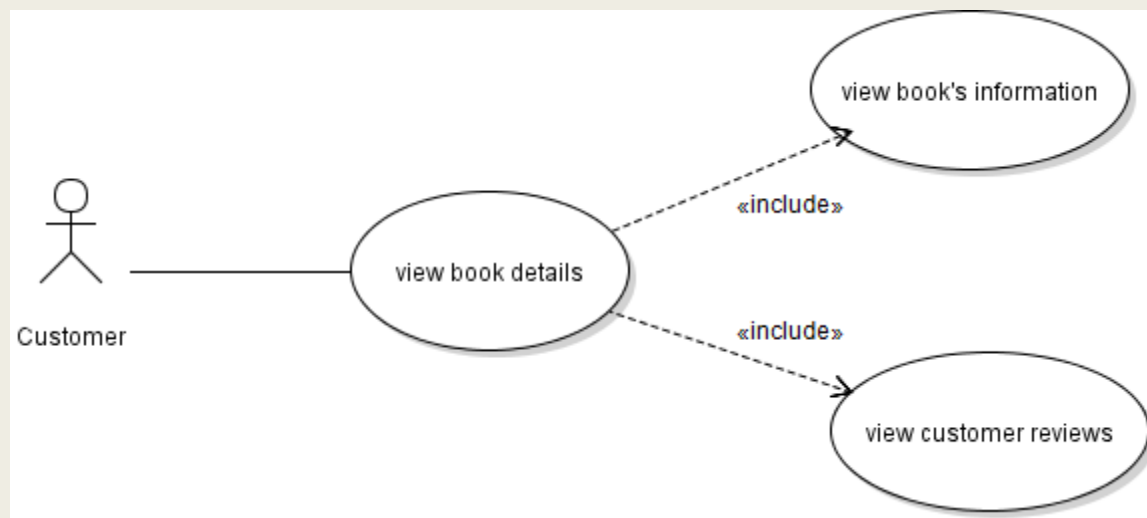 view book's information
«include»
view book details
Customer
«include»
view customer reviews